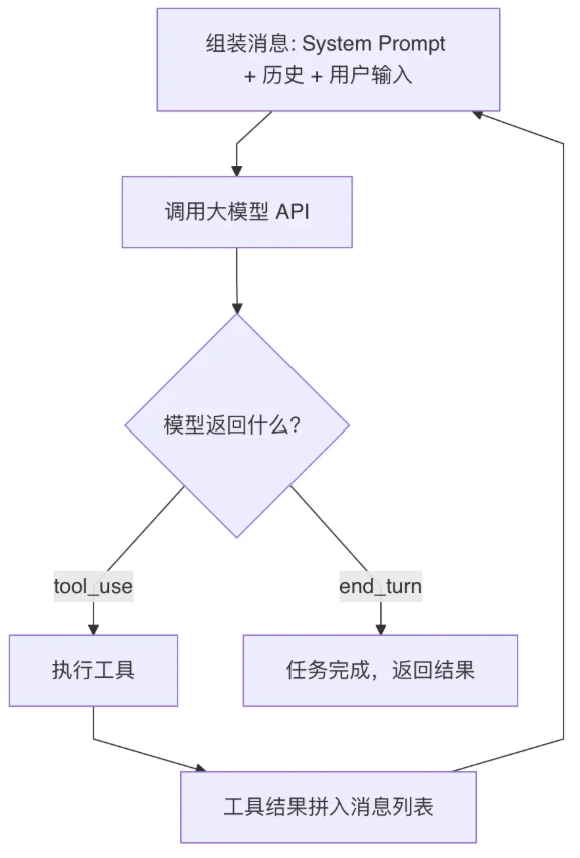 组装消息: System Prompt
+ 历史 + 用户输入
调用大模型 API
模型返回什么?
tool_use
end_turn
执行工具
任务完成，返回结果
工具结果拼入消息列表